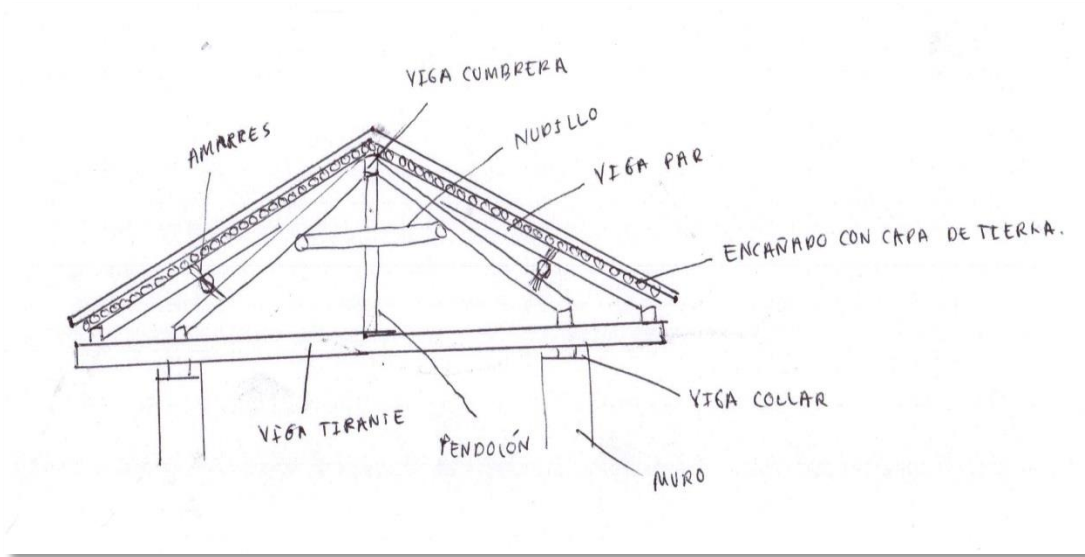 VIGA CUMBRERA
NUDILLO
AMARRES
VIGA PAR
ENCAÑADO CON CAPA DE TIERRA.
VIGA COLLAR
VIGA TIRANTE
PENDOLÓN
MURO